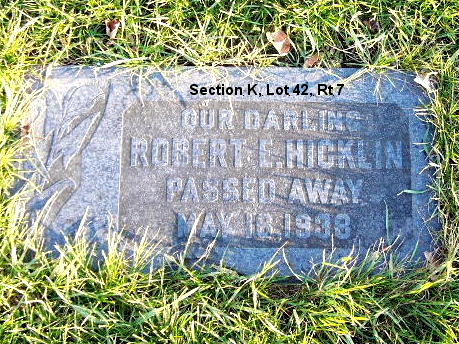 Section K, Lot 42, Rt 7
OUR DARLING
ROBERT E. HICKLIN
PASSED AWAY
MAY 18, 1938